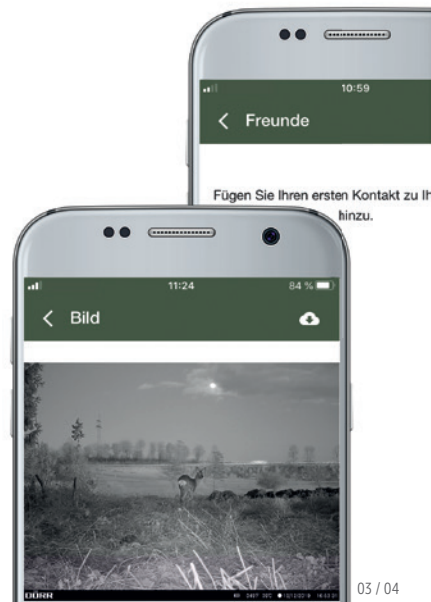 10:59
Freunde
Fügen Sie Ihren ersten Kontakt zu Ih
hinzu.
11:24
84 %
Bild
DÖRR
03 / 04